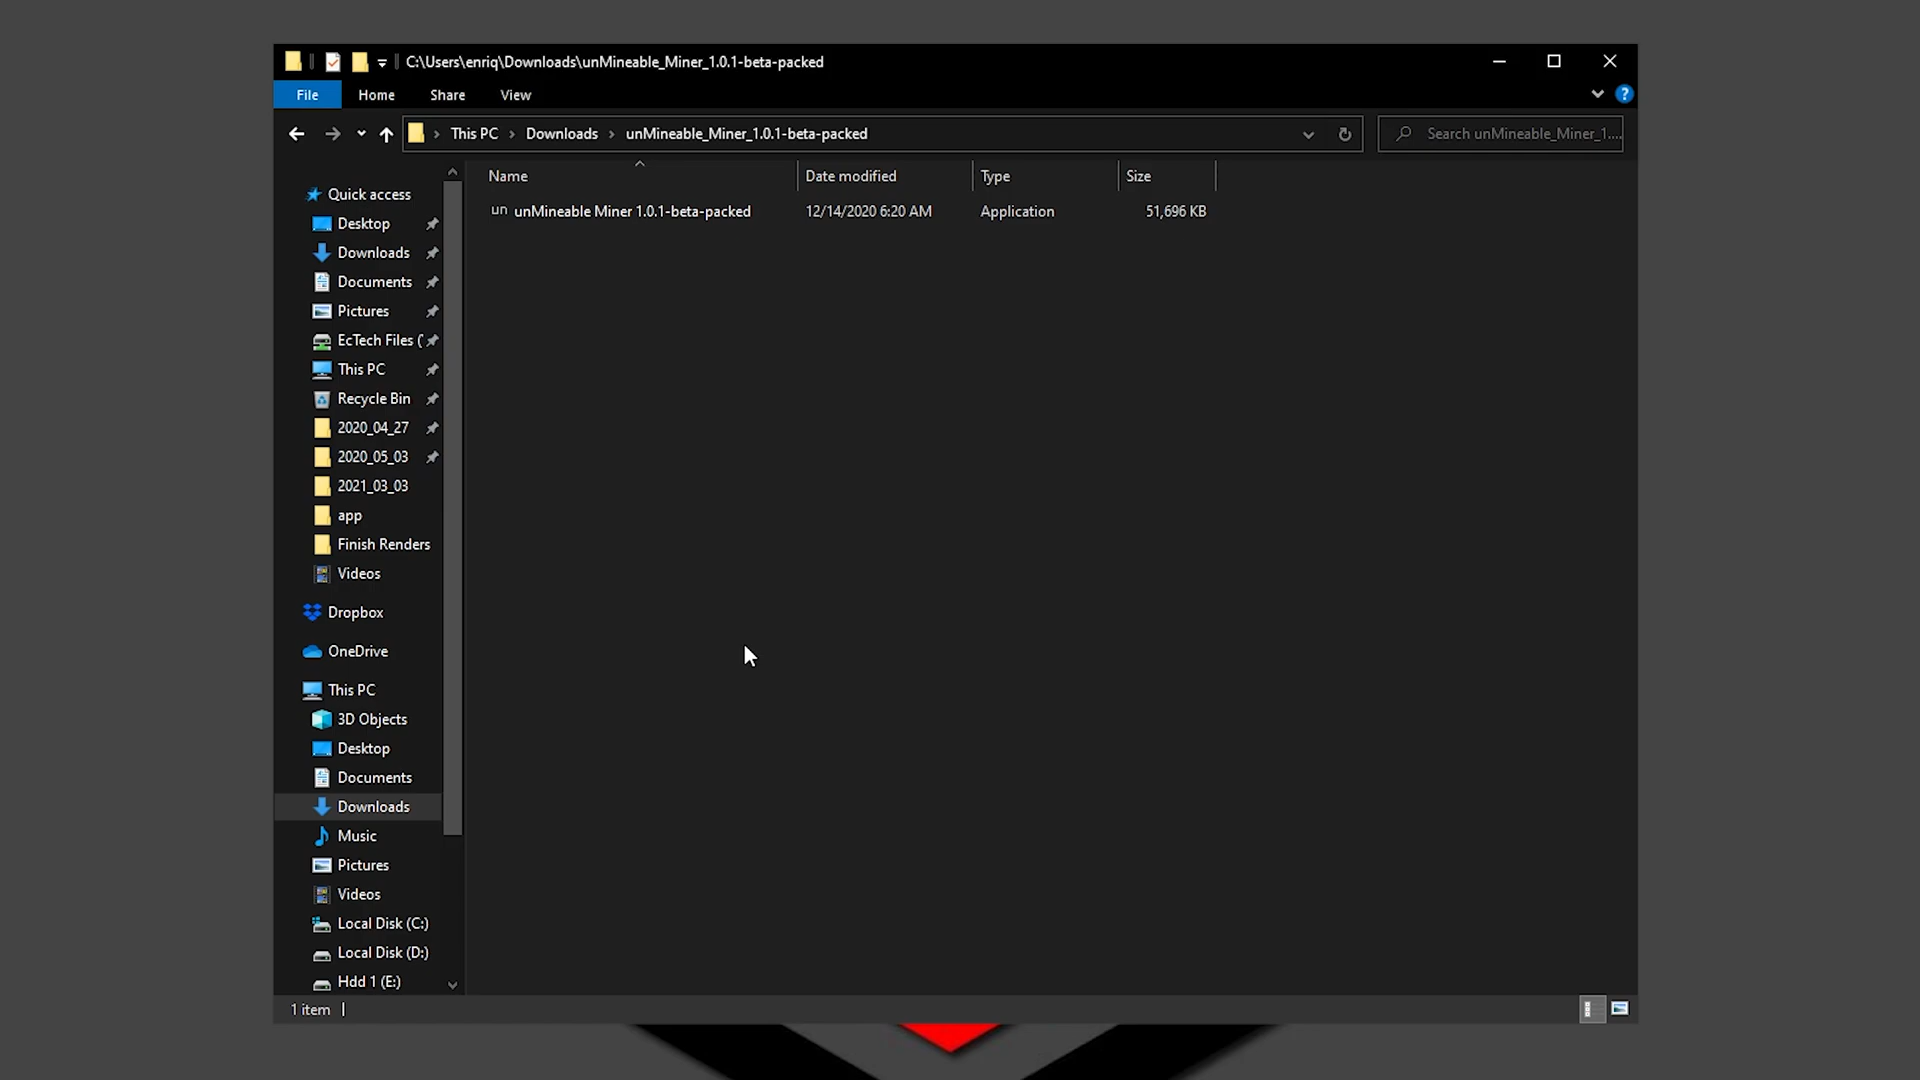 C:\Users\enriq\Downloads\unMineable_Miner_1.0.1-beta-packed
File Home Share View
?
This PC > Downloads > unMineable_Miner_1.0.1-beta-packed
Search unMineable_Miner_1....
Name Date modified Type Size
un unMineable Miner 1.0.1-beta-packed 12/14/2020 6:20 AM Application 51,696 KB
Quick access
Desktop
Downloads
Documents
Pictures
EcTech Files (
This PC
Recycle Bin
2020_04_27
2020_05_03
2021_03_03
app
Finish Renders
Videos
Dropbox
OneDrive
This PC
3D Objects
Desktop
Documents
Downloads
Music
Pictures
Videos
Local Disk (C:)
Local Disk (D:)
Hdd 1 (E:)
1 item